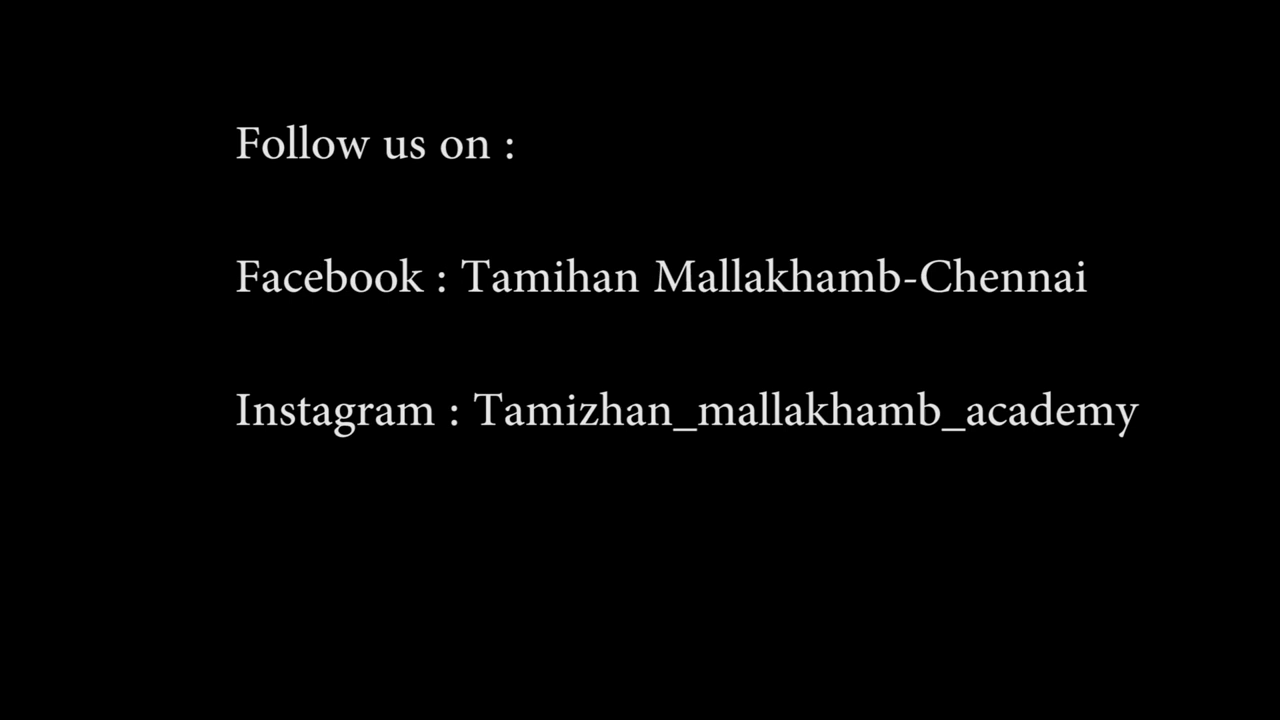 Follow us on :
Facebook : Tamihan Mallakhamb-Chennai
Instagram : Tamizhan_mallakhamb_academy